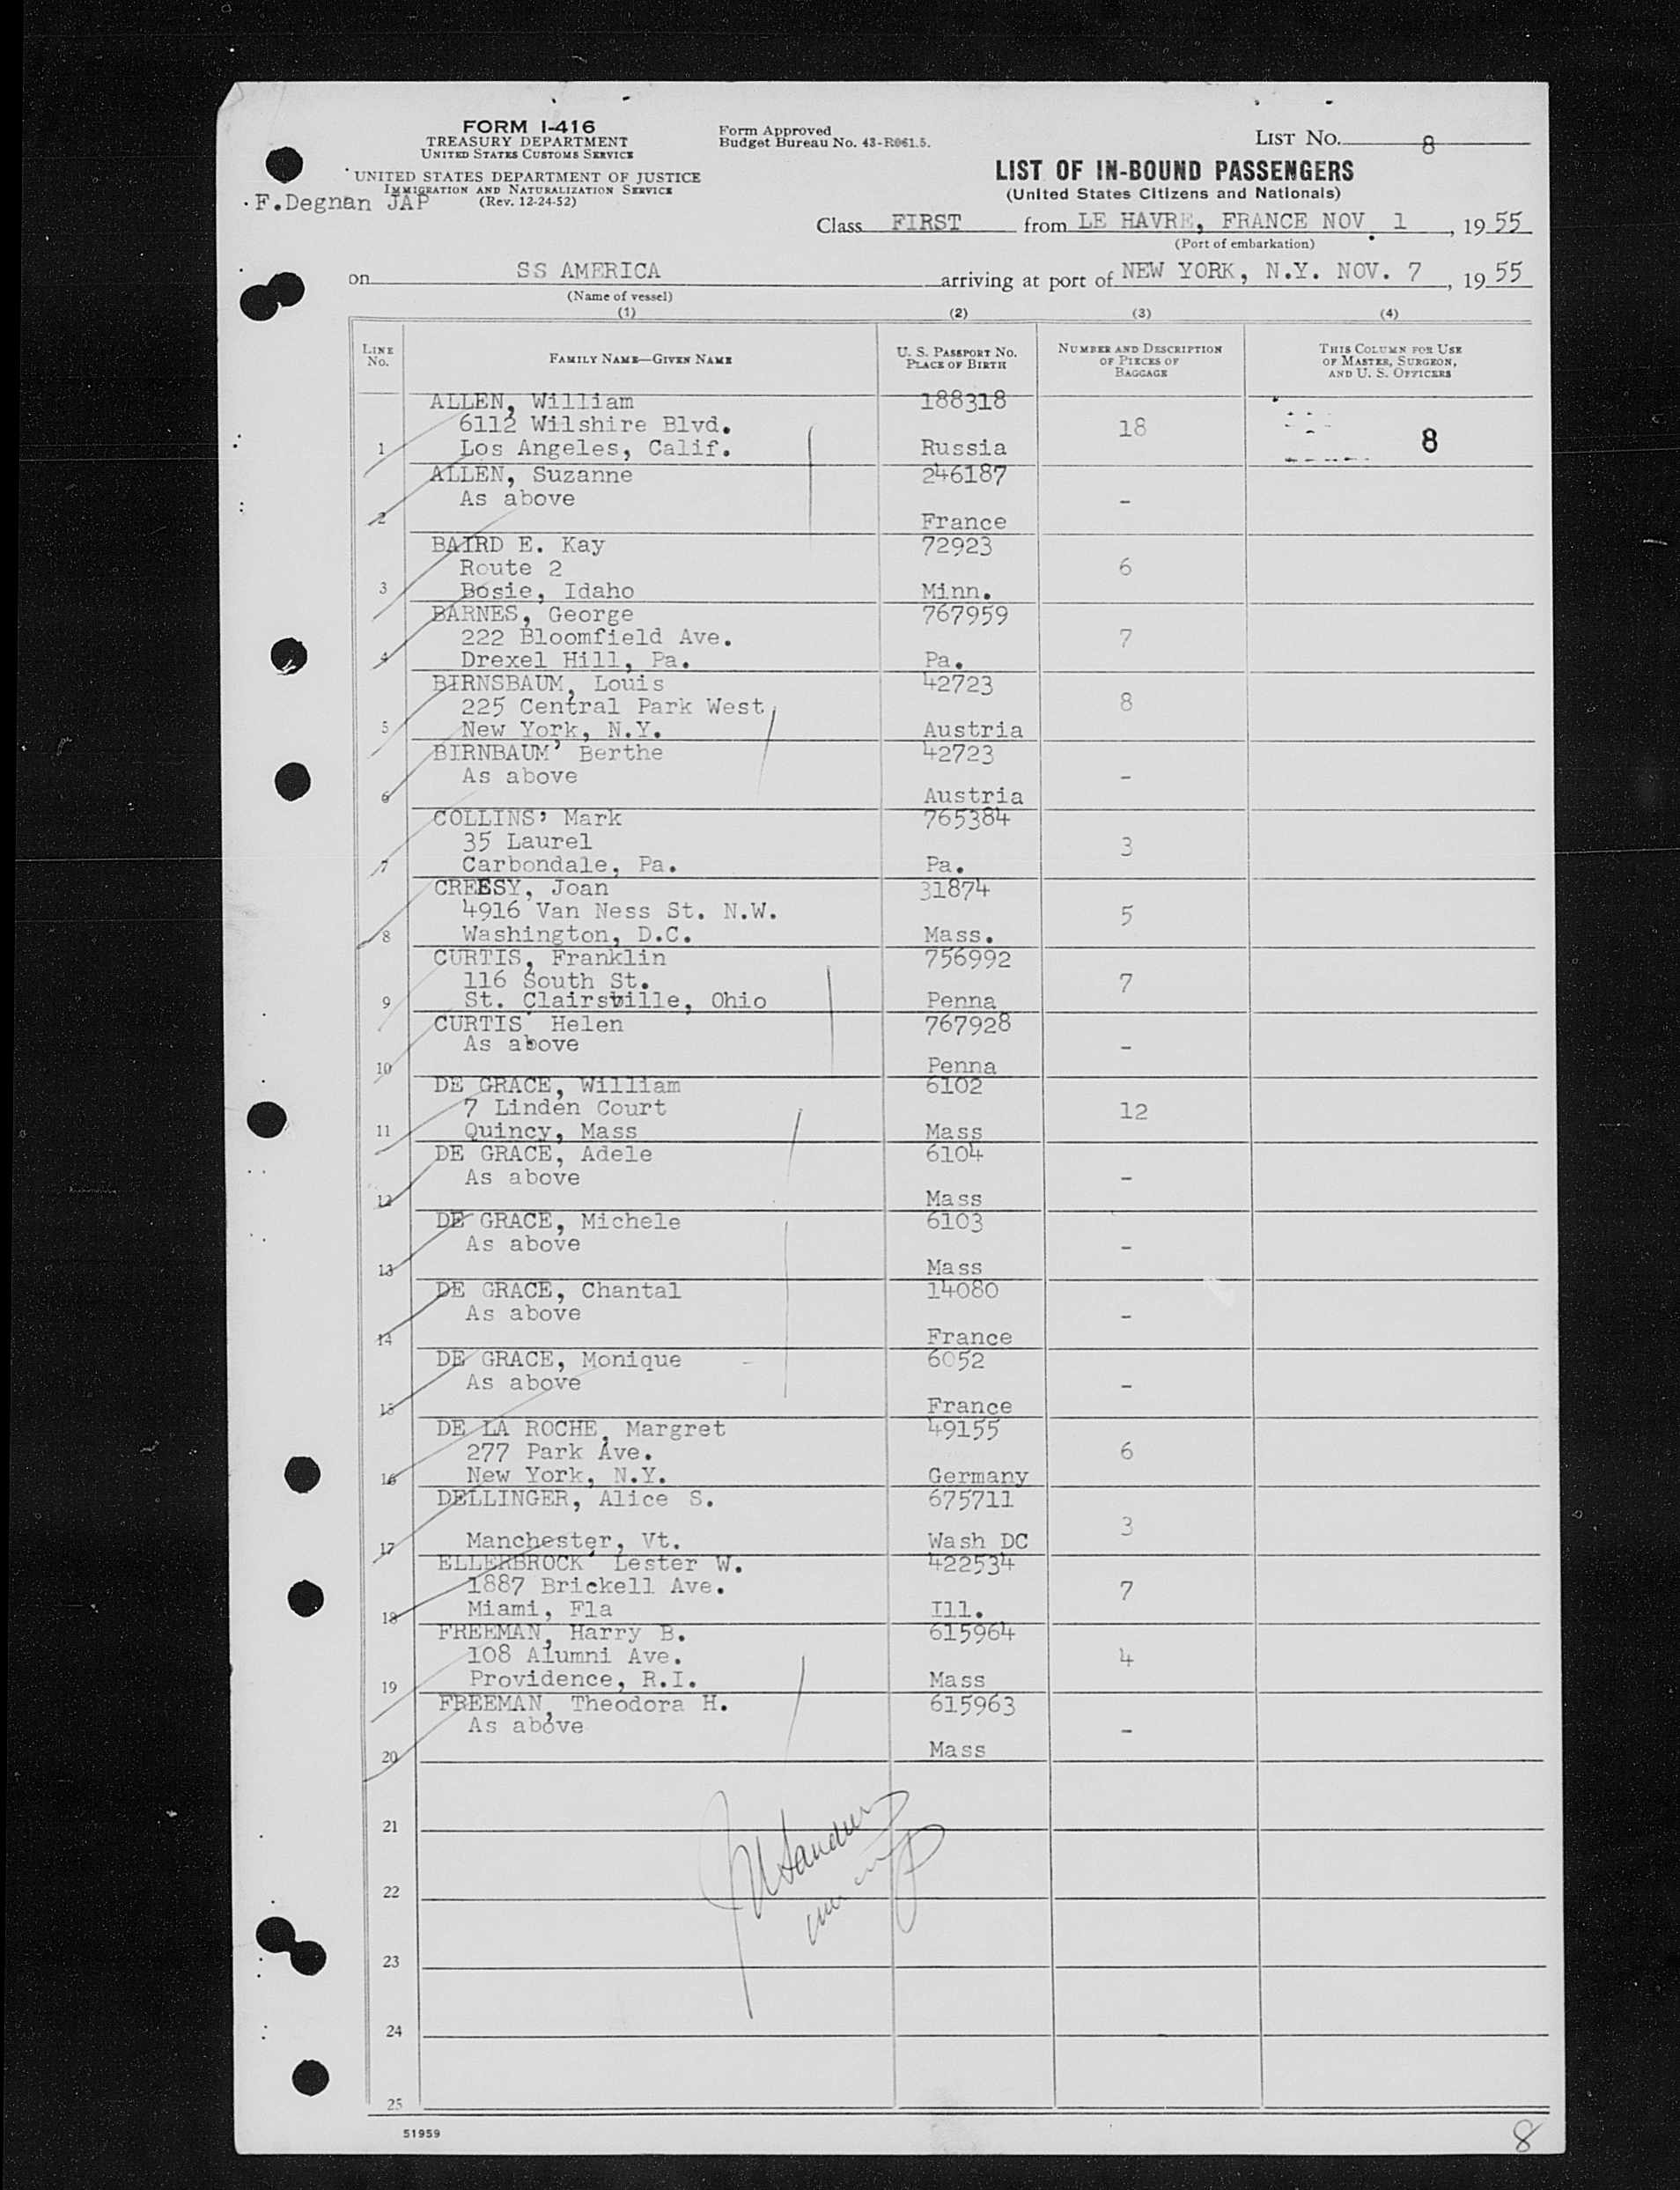 FORM I-416
TREASURY DEPARTMENT
UNITED STATES CUSTOMS SERVICE
UNITED STATES DEPARTMENT OF JUSTICE
IMMIGRATION AND NATURALIZATION SERVICE
(Rev. 12-24-52)
F.Degnan JAP
Form Approved
Budget Bureau No. 43-R061.5.
LIST NO. 8
LIST OF IN-BOUND PASSENGERS
(United States Citizens and Nationals)
Class FIRST from LE HAVRE, FRANCE NOV 1, 1955
(Port of embarkation)
on SS AMERICA arriving at port of NEW YORK, N.Y. NOV. 7, 1955
(Name of vessel)
(1) (2) (3) (4)
LINE NO. FAMILY NAME—GIVEN NAME U. S. PASSPORT NO. PLACE OF BIRTH NUMBER AND DESCRIPTION OF PIECES OF BAGGAGE THIS COLUMN FOR USE OF MASTER, SURGEON, AND U. S. OFFICERS
ALLEN, William 188318
6112 Wilshire Blvd. 18
1 Los Angeles, Calif. Russia 8
ALLEN, Suzanne 246187
As above -
2 France
BAIRD E. Kay 72923
Route 2 6
3 Bosie, Idaho Minn.
BARNES, George 767959
222 Bloomfield Ave. 7
4 Drexel Hill, Pa. Pa.
BIRNSBAUM, Louis 42723
225 Central Park West 8
5 New York, N.Y. Austria
BIRNBAUM' Berthe 42723
As above -
6 Austria
COLLINS' Mark 765384
35 Laurel 3
7 Carbondale, Pa. Pa.
CREESY, Joan 31874
4916 Van Ness St. N.W. 5
8 Washington, D.C. Mass.
CURTIS, Franklin 756992
116 South St. 7
9 St. Clairsville, Ohio Penna
CURTIS' Helen 767928
As above -
10 Penna
DE GRACE, William 6102
7 Linden Court 12
11 Quincy, Mass Mass
DE GRACE, Adele 6104
As above -
12 Mass
DE GRACE, Michele 6103
As above -
13 Mass
DE GRACE, Chantal 14080
As above -
14 France
DE GRACE, Monique 6052
As above -
15 France
DE LA ROCHE, Margret 49155
277 Park Ave. 6
16 New York, N.Y. Germany
DELLINGER, Alice S. 675711
3
17 Manchester, Vt. Wash DC
ELLERBROCK' Lester W. 422534
1887 Brickell Ave. 7
18 Miami, Fla Ill.
FREEMAN, Harry B. 615964
108 Alumni Ave. 4
19 Providence, R.I. Mass
FREEMAN, Theodora H. 615963
As above -
20 Mass
21
22
23
24
25
51959
8